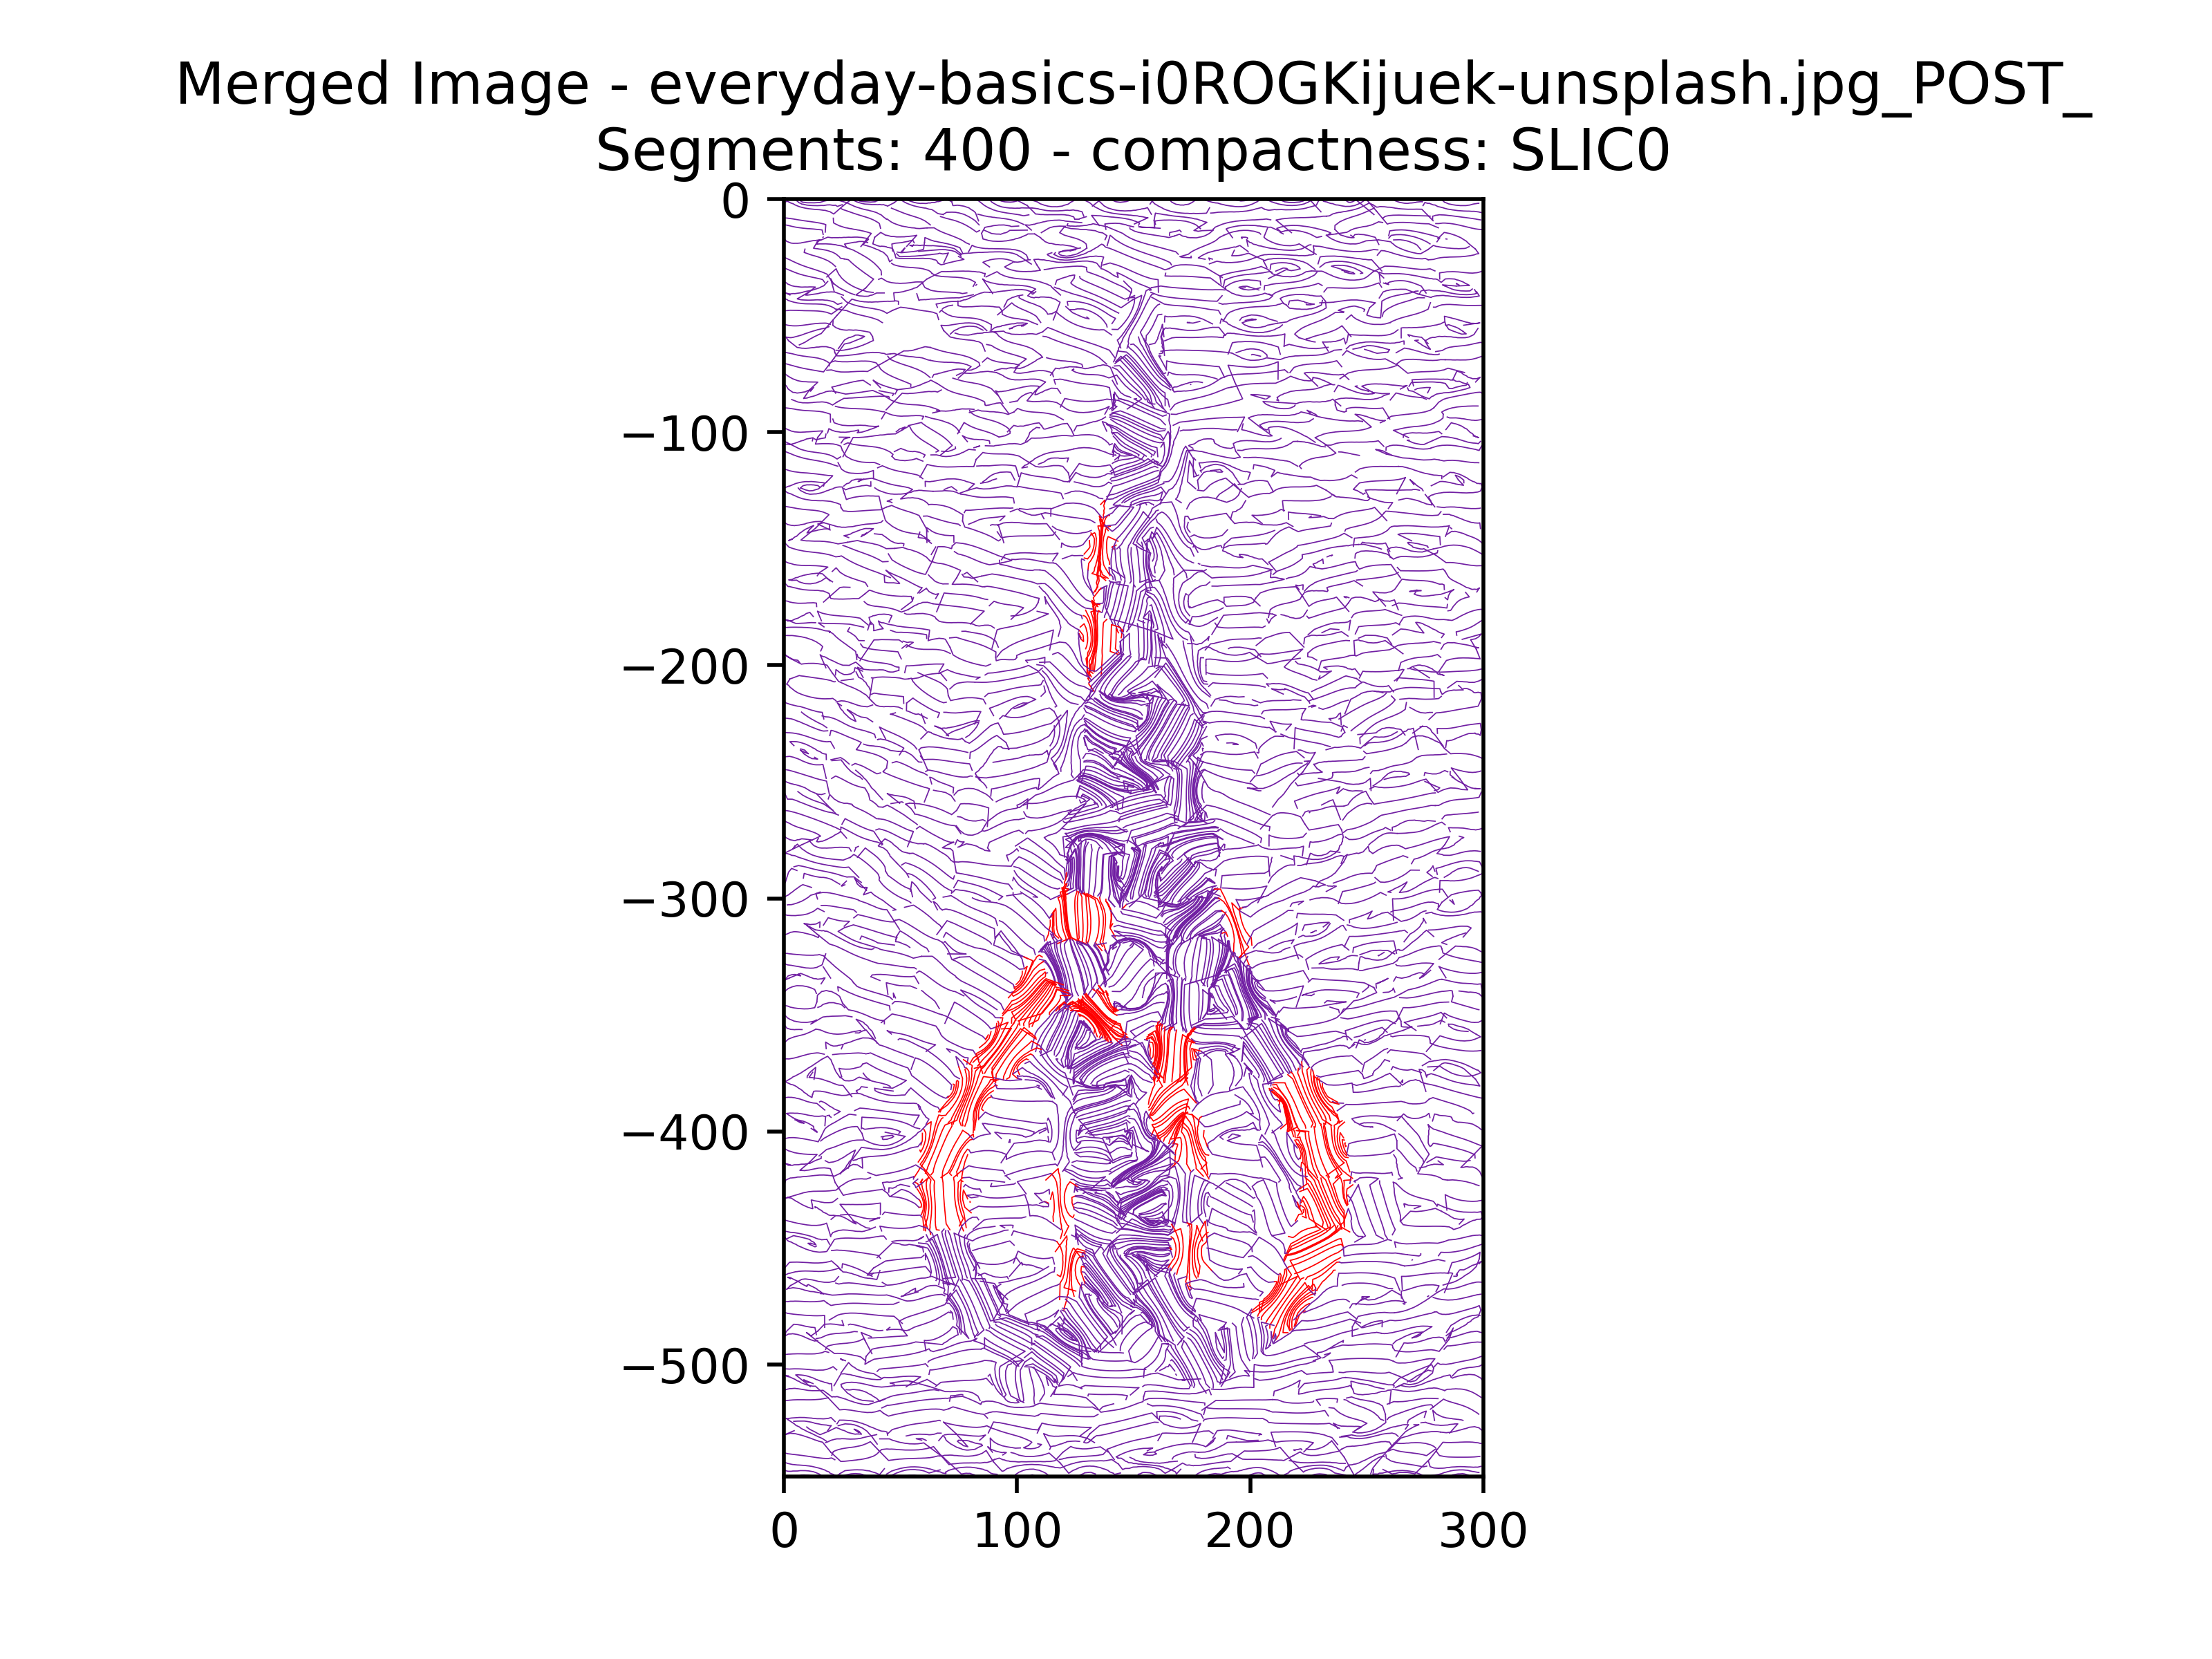 Merged Image - everyday-basics-i0ROGKijuek-unsplash.jpg_POST_
Segments: 400 - compactness: SLIC0
0
−100
−200
−300
−400
−500
0 100 200 300